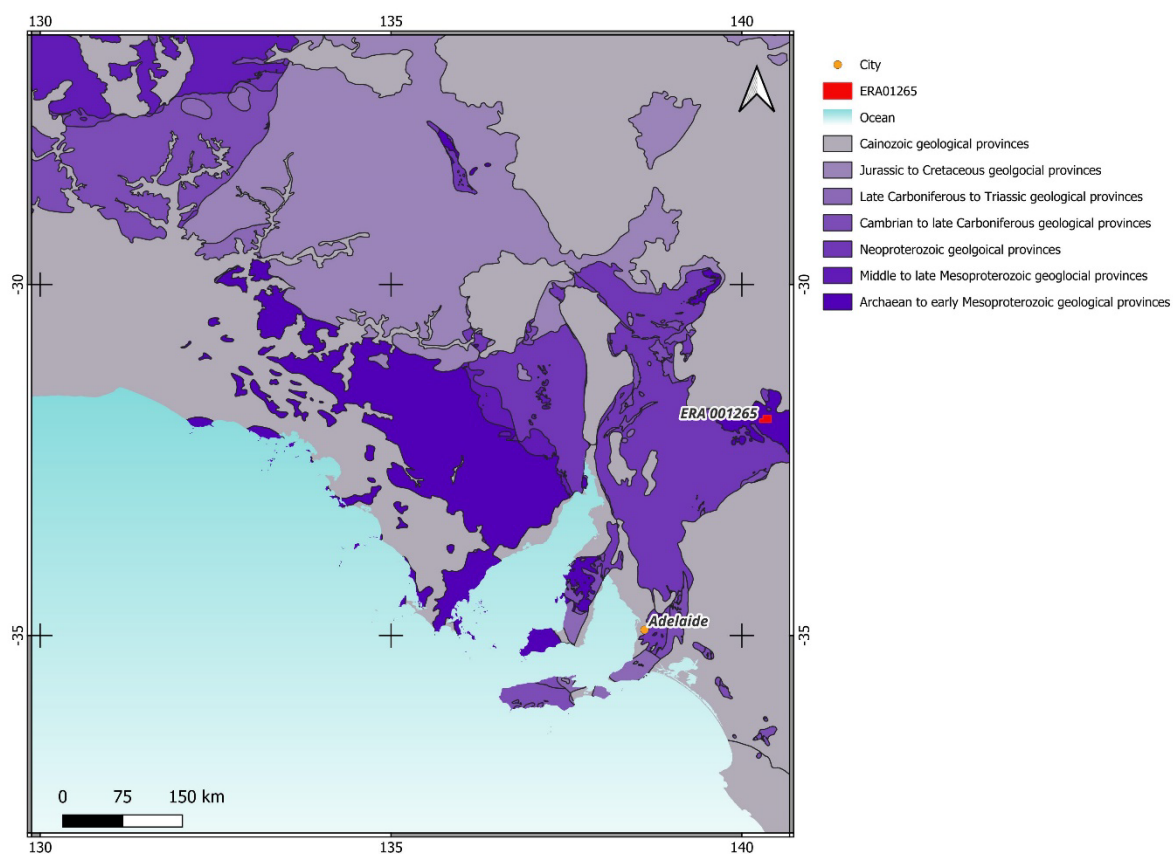 130
135
140
-30
-30
ERA 001265
-35
-35
Adelaide
0
75
150 km
130
135
140
City
ERA01265
Ocean
Cainozoic geological provinces
Jurassic to Cretaceous geolgocial provinces
Late Carboniferous to Triassic geological provinces
Cambrian to late Carboniferous geological provinces
Neoproterozoic geolgoical provinces
Middle to late Mesoproterozoic geoglocial provinces
Archaean to early Mesoproterozoic geological provinces